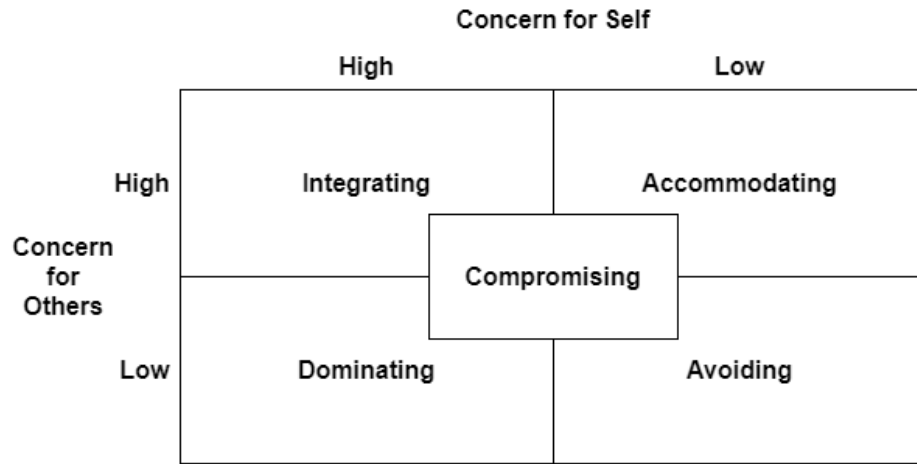 Concern for Self
High Low
High Integrating Accommodating
Concern
for
Others
Compromising
Low Dominating Avoiding